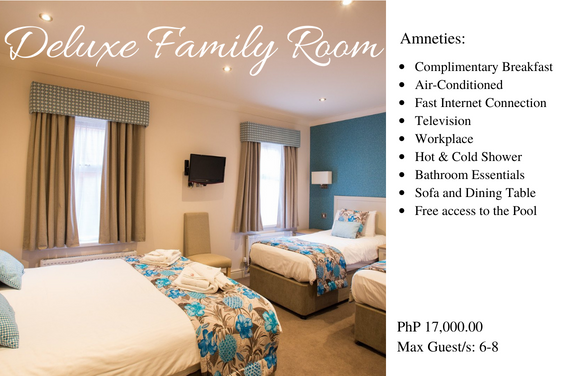 Deluxe Family Room
Amneties:
Complimentary Breakfast
Air-Conditioned
Fast Internet Connection
Television
Workplace
Hot & Cold Shower
Bathroom Essentials
Sofa and Dining Table
Free access to the Pool
PhP 17,000.00
Max Guest/s: 6-8